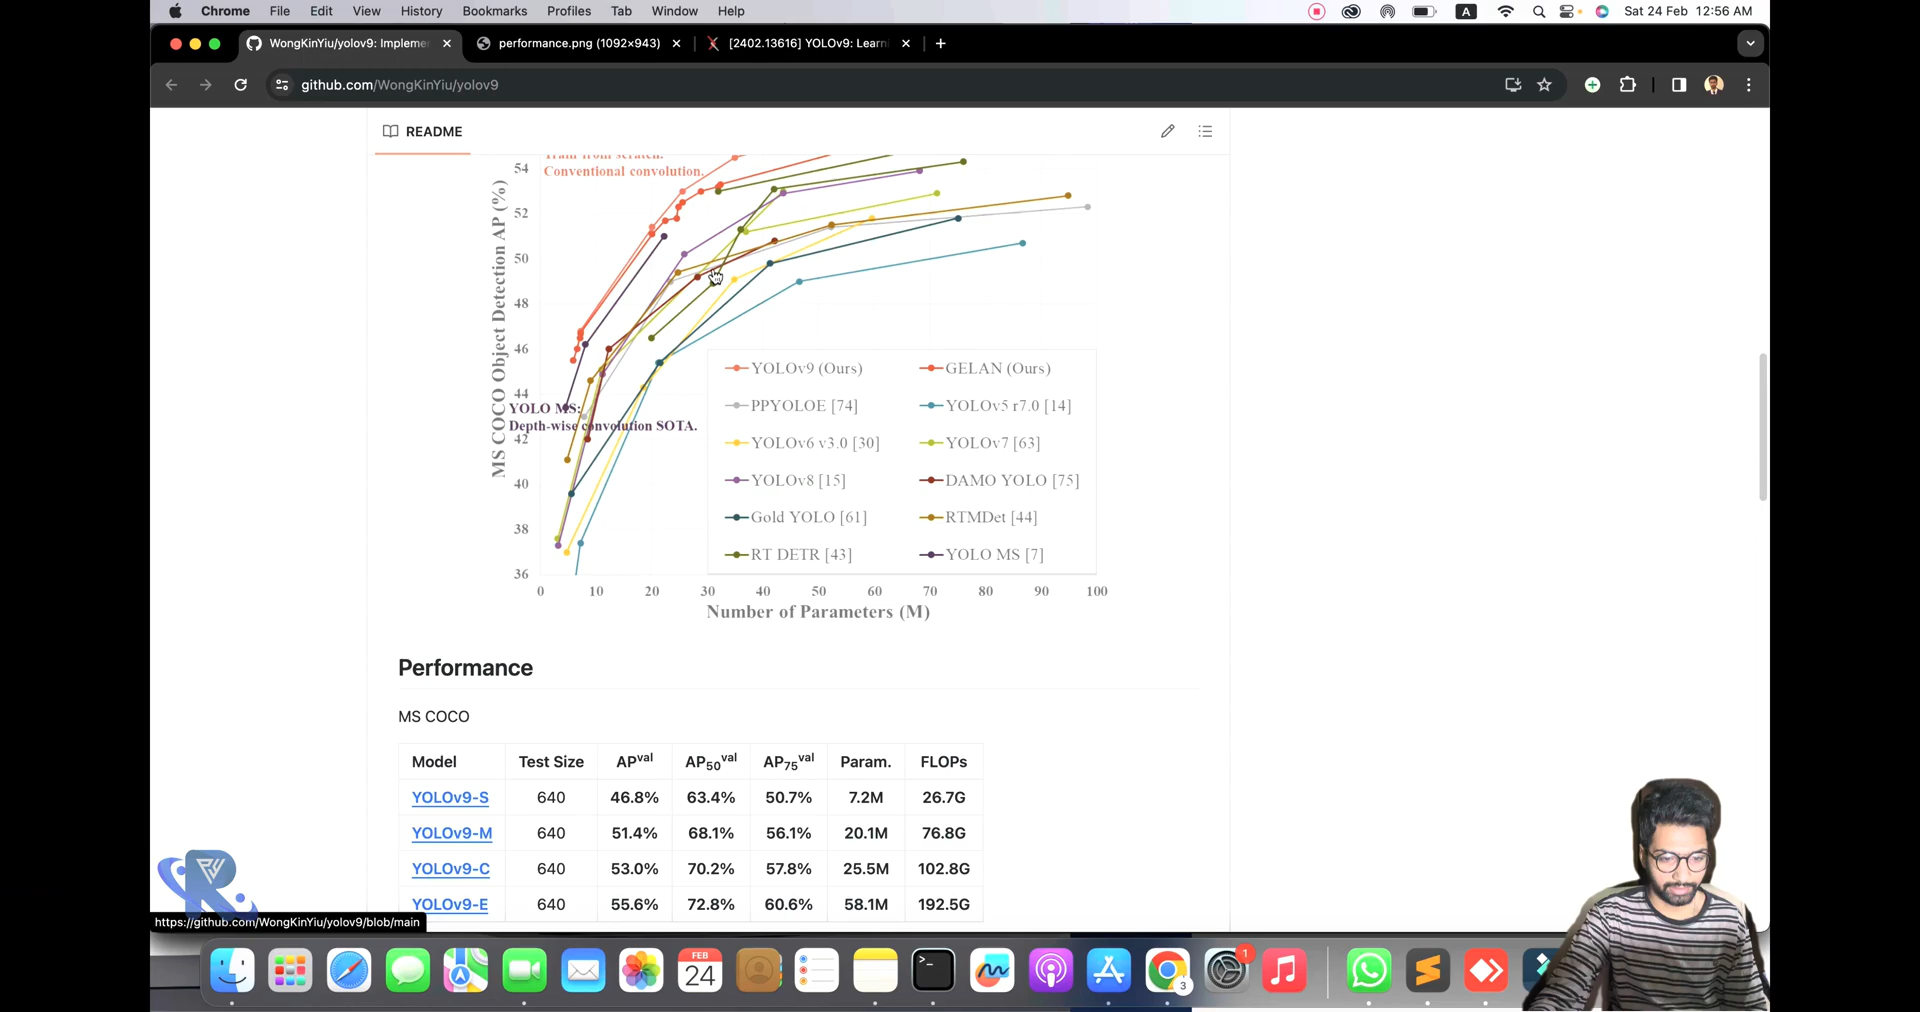 Chrome File Edit View History Bookmarks Profiles Tab Window Help
A
Sat 24 Feb 12:56 AM
WongKinYiu/yolov9: Impleme
performance.png (1092×943)
[2402.13616] YOLOv9: Learn
github.com/WongKinYiu/yolov9
README
Train from scratch.
Conventional convolution.
MS COCO Object Detection AP (%)
54
52
50
48
46
44
42
40
38
36
YOLO MS:
Depth-wise convolution SOTA.
YOLOv9 (Ours) GELAN (Ours)
PPYOLOE [74] YOLOv5 r7.0 [14]
YOLOv6 v3.0 [30] YOLOv7 [63]
YOLOv8 [15] DAMO YOLO [75]
Gold YOLO [61] RTMDet [44]
RT DETR [43] YOLO MS [7]
0 10 20 30 40 50 60 70 80 90 100
Number of Parameters (M)
Performance
MS COCO
Model Test Size APval AP50val AP75val Param. FLOPs
YOLOv9-S 640 46.8% 63.4% 50.7% 7.2M 26.7G
YOLOv9-M 640 51.4% 68.1% 56.1% 20.1M 76.8G
YOLOv9-C 640 53.0% 70.2% 57.8% 25.5M 102.8G
YOLOv9-E 640 55.6% 72.8% 60.6% 58.1M 192.5G
https://github.com/WongKinYiu/yolov9/blob/main
FEB
24
3
1